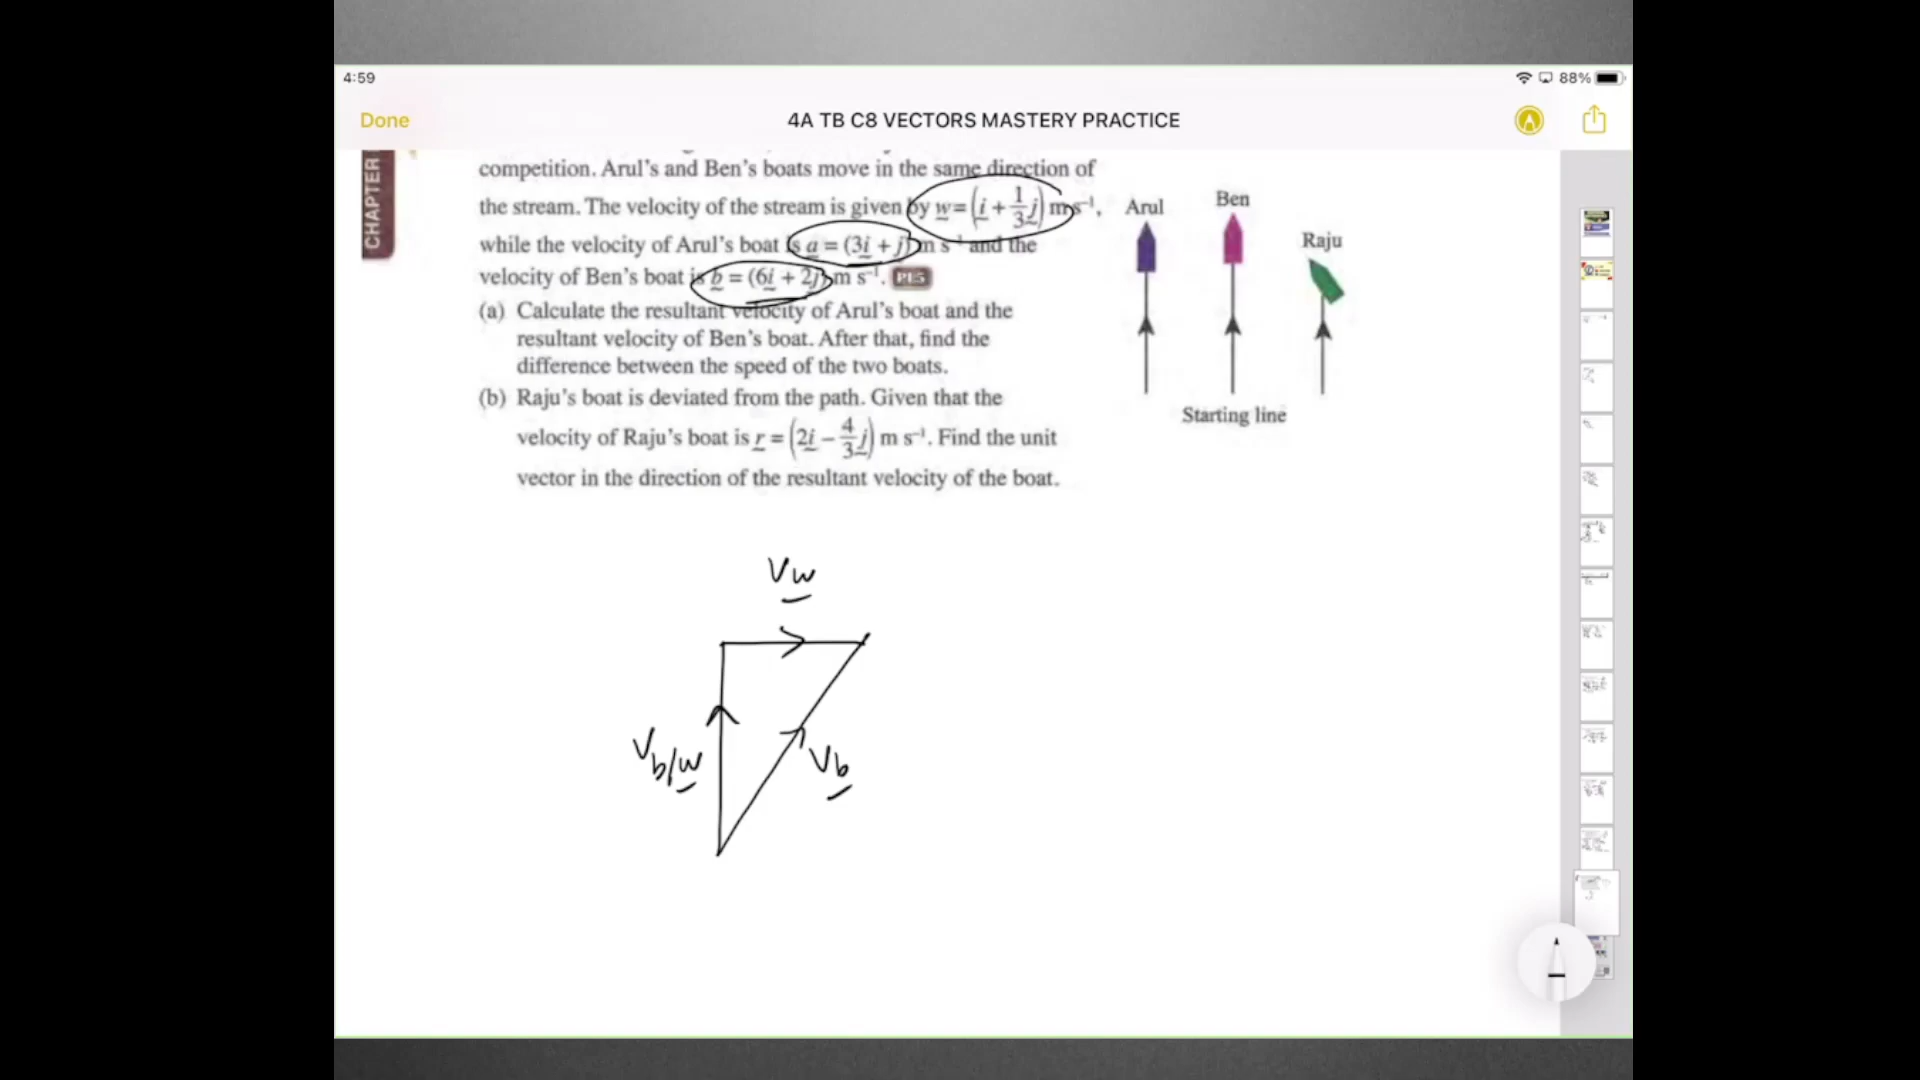 4:59
88%
Done
4A TB C8 VECTORS MASTERY PRACTICE
CHAPTER
competition. Arul's and Ben's boats move in the same direction of
the stream. The velocity of the stream is given by w = (i + 1/3 j) m s⁻¹,
while the velocity of Arul's boat is a = (3i + j) m s⁻¹ and the
velocity of Ben's boat is b = (6i + 2j) m s⁻¹.
(a) Calculate the resultant velocity of Arul's boat and the
resultant velocity of Ben's boat. After that, find the
difference between the speed of the two boats.
(b) Raju's boat is deviated from the path. Given that the
velocity of Raju's boat is r = (2i − 4/3 j) m s⁻¹. Find the unit
vector in the direction of the resultant velocity of the boat.
Arul
Ben
Raju
Starting line
Vw
Vb/w
Vb